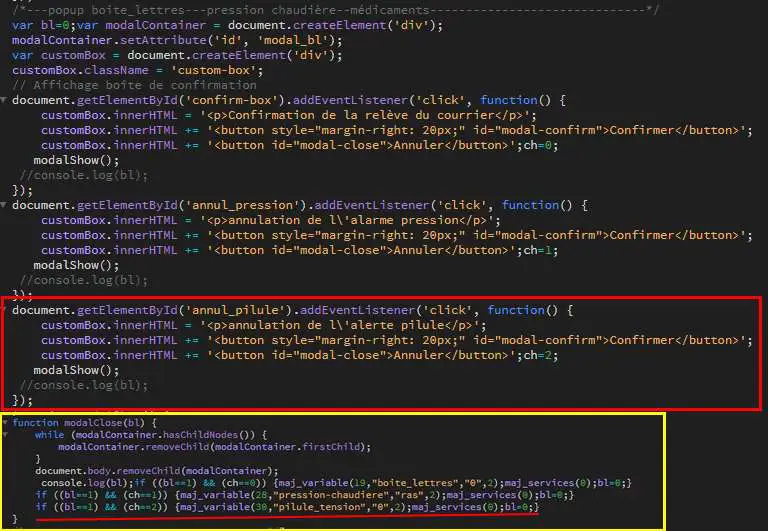 /*---popup boite_lettres---pression chaudière--médicaments------------------------------*/
var bl=0;var modalContainer = document.createElement('div');
modalContainer.setAttribute('id', 'modal_bl');
var customBox = document.createElement('div');
customBox.className = 'custom-box';
// Affichage boîte de confirmation
document.getElementById('confirm-box').addEventListener('click', function() {
customBox.innerHTML = '<p>Confirmation de la relève du courrier</p>';
customBox.innerHTML += '<button style="margin-right: 20px;" id="modal-confirm">Confirmer</button>';
customBox.innerHTML += '<button id="modal-close">Annuler</button>';ch=0;
modalShow();
//console.log(bl);
});
document.getElementById('annul_pression').addEventListener('click', function() {
customBox.innerHTML = '<p>annulation de l\'alarme pression</p>';
customBox.innerHTML += '<button style="margin-right: 20px;" id="modal-confirm">Confirmer</button>';
customBox.innerHTML += '<button id="modal-close">Annuler</button>';ch=1;
modalShow();
//console.log(bl);
});
document.getElementById('annul_pilule').addEventListener('click', function() {
customBox.innerHTML = '<p>annulation de l\'alerte pilule</p>';
customBox.innerHTML += '<button style="margin-right: 20px;" id="modal-confirm">Confirmer</button>';
customBox.innerHTML += '<button id="modal-close">Annuler</button>';ch=2;
modalShow();
//console.log(bl);
});
function modalClose(bl) {
while (modalContainer.hasChildNodes()) {
modalContainer.removeChild(modalContainer.firstChild);
}
document.body.removeChild(modalContainer);
console.log(bl);if ((bl==1) && (ch==0)) {maj_variable(19,"boite_lettres","0",2);maj_services(0);bl=0;}
if ((bl==1) && (ch==1)) {maj_variable(28,"pression-chaudiere","ras",2);maj_services(0);bl=0;}
if ((bl==1) && (ch==2)) {maj_variable(30,"pilule_tension","0",2);maj_services(0);bl=0;}
}